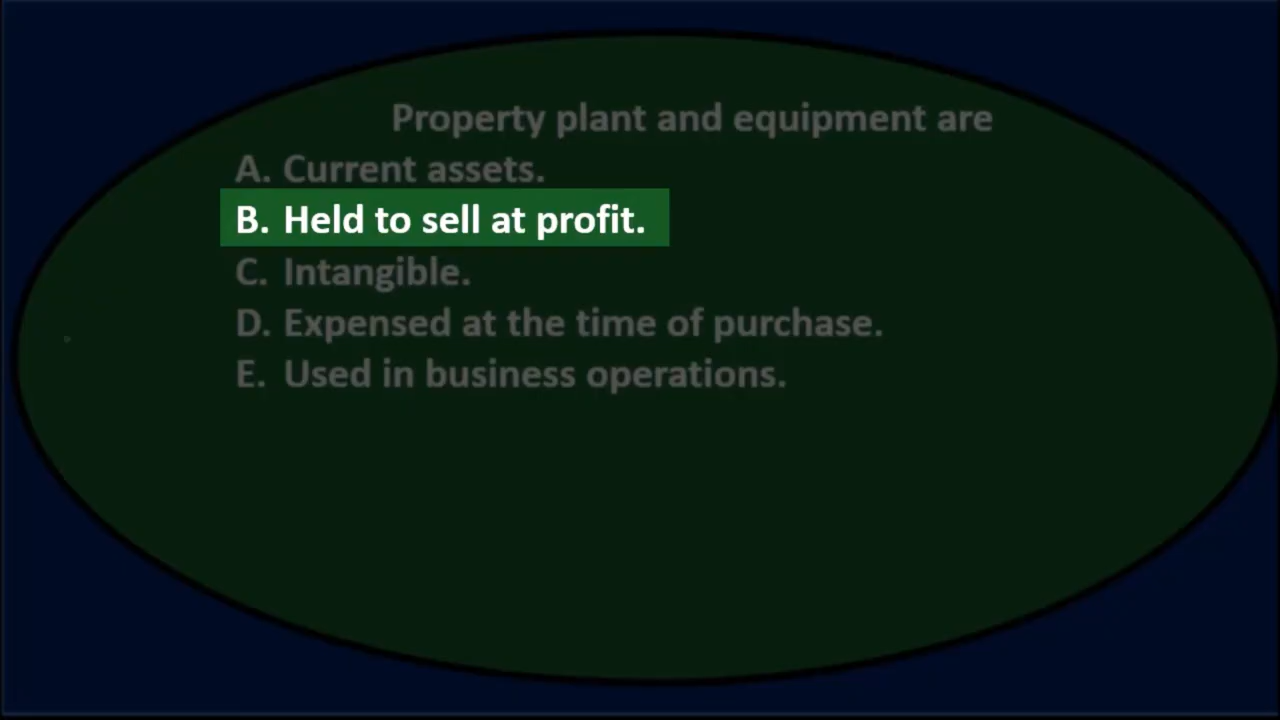 Property plant and equipment are
A. Current assets.
B. Held to sell at profit.
C. Intangible.
D. Expensed at the time of purchase.
E. Used in business operations.